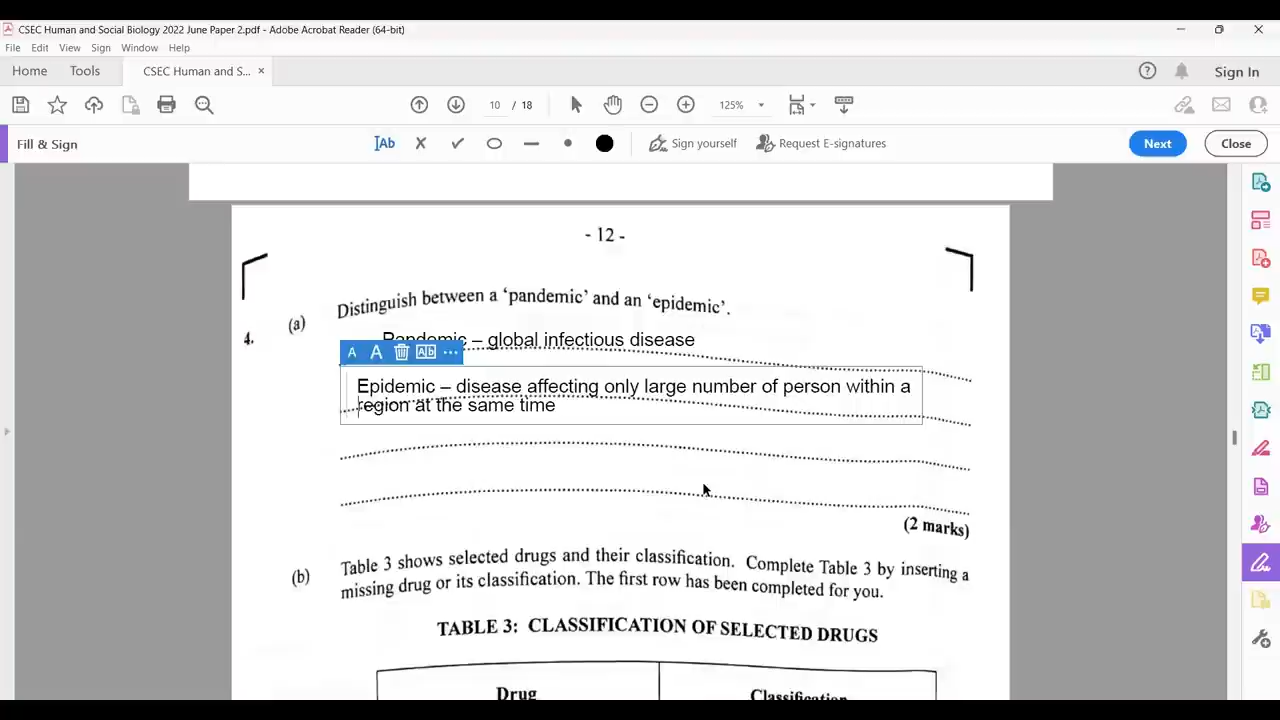 CSEC Human and Social Biology 2022 June Paper 2.pdf - Adobe Acrobat Reader (64-bit)
File Edit View Sign Window Help
Home Tools CSEC Human and S... × Sign In
10 / 18 125%
Fill & Sign Ab Sign yourself Request E-signatures Next Close
- 12 -
4. (a) Distinguish between a ‘pandemic’ and an ‘epidemic’.
Pandemic – global infectious disease
A A Ab ...
Epidemic – disease affecting only large number of person within a
region at the same time
(2 marks)
(b) Table 3 shows selected drugs and their classification. Complete Table 3 by inserting a
missing drug or its classification. The first row has been completed for you.
TABLE 3: CLASSIFICATION OF SELECTED DRUGS
Drug Classification